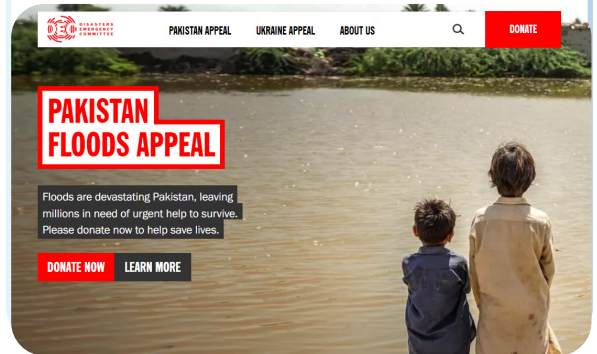 DEC
DISASTERS
EMERGENCY
COMMITTEE
PAKISTAN APPEAL UKRAINE APPEAL ABOUT US
DONATE
PAKISTAN
FLOODS APPEAL
Floods are devastating Pakistan, leaving
millions in need of urgent help to survive.
Please donate now to help save lives.
DONATE NOW LEARN MORE